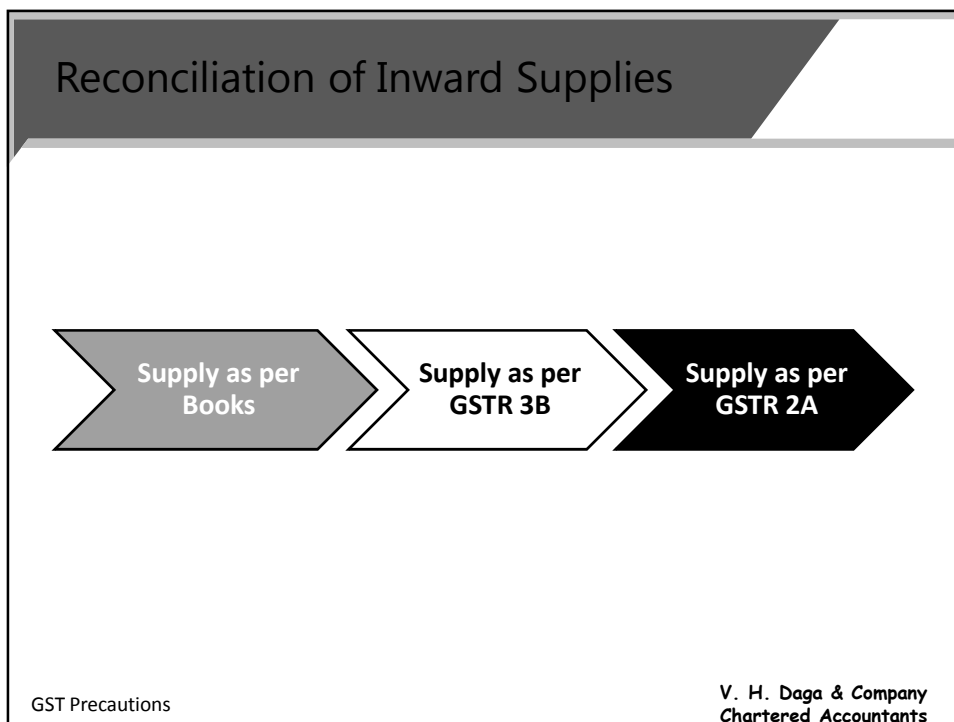 Reconciliation of Inward Supplies
Supply as per
Books
Supply as per
GSTR 3B
Supply as per
GSTR 2A
GST Precautions
V. H. Daga & Company
Chartered Accountants